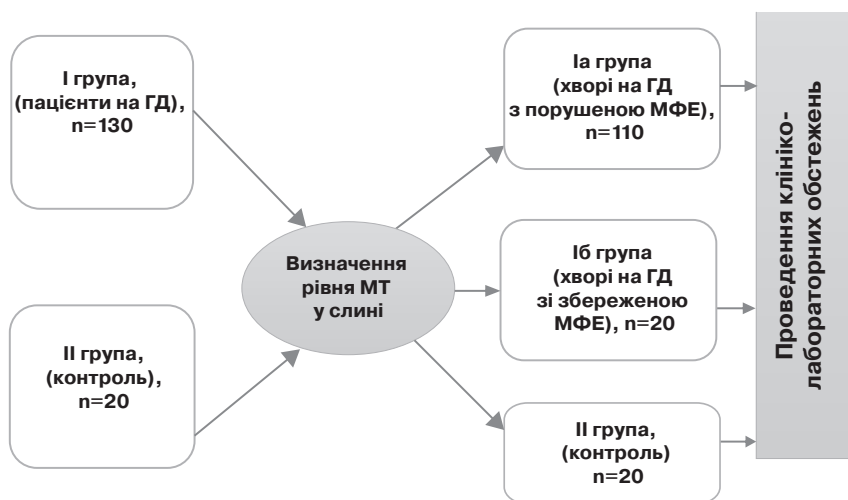 I група,
(пацієнти на ГД),
n=130
II група,
(контроль),
n=20
Визначення
рівня МТ
у слині
Ia група
(хворі на ГД
з порушеною МФЕ),
n=110
Iб група
(хворі на ГД
зі збереженою
МФЕ), n=20
II група,
(контроль)
n=20
Проведення клініко-
лабораторних обстежень